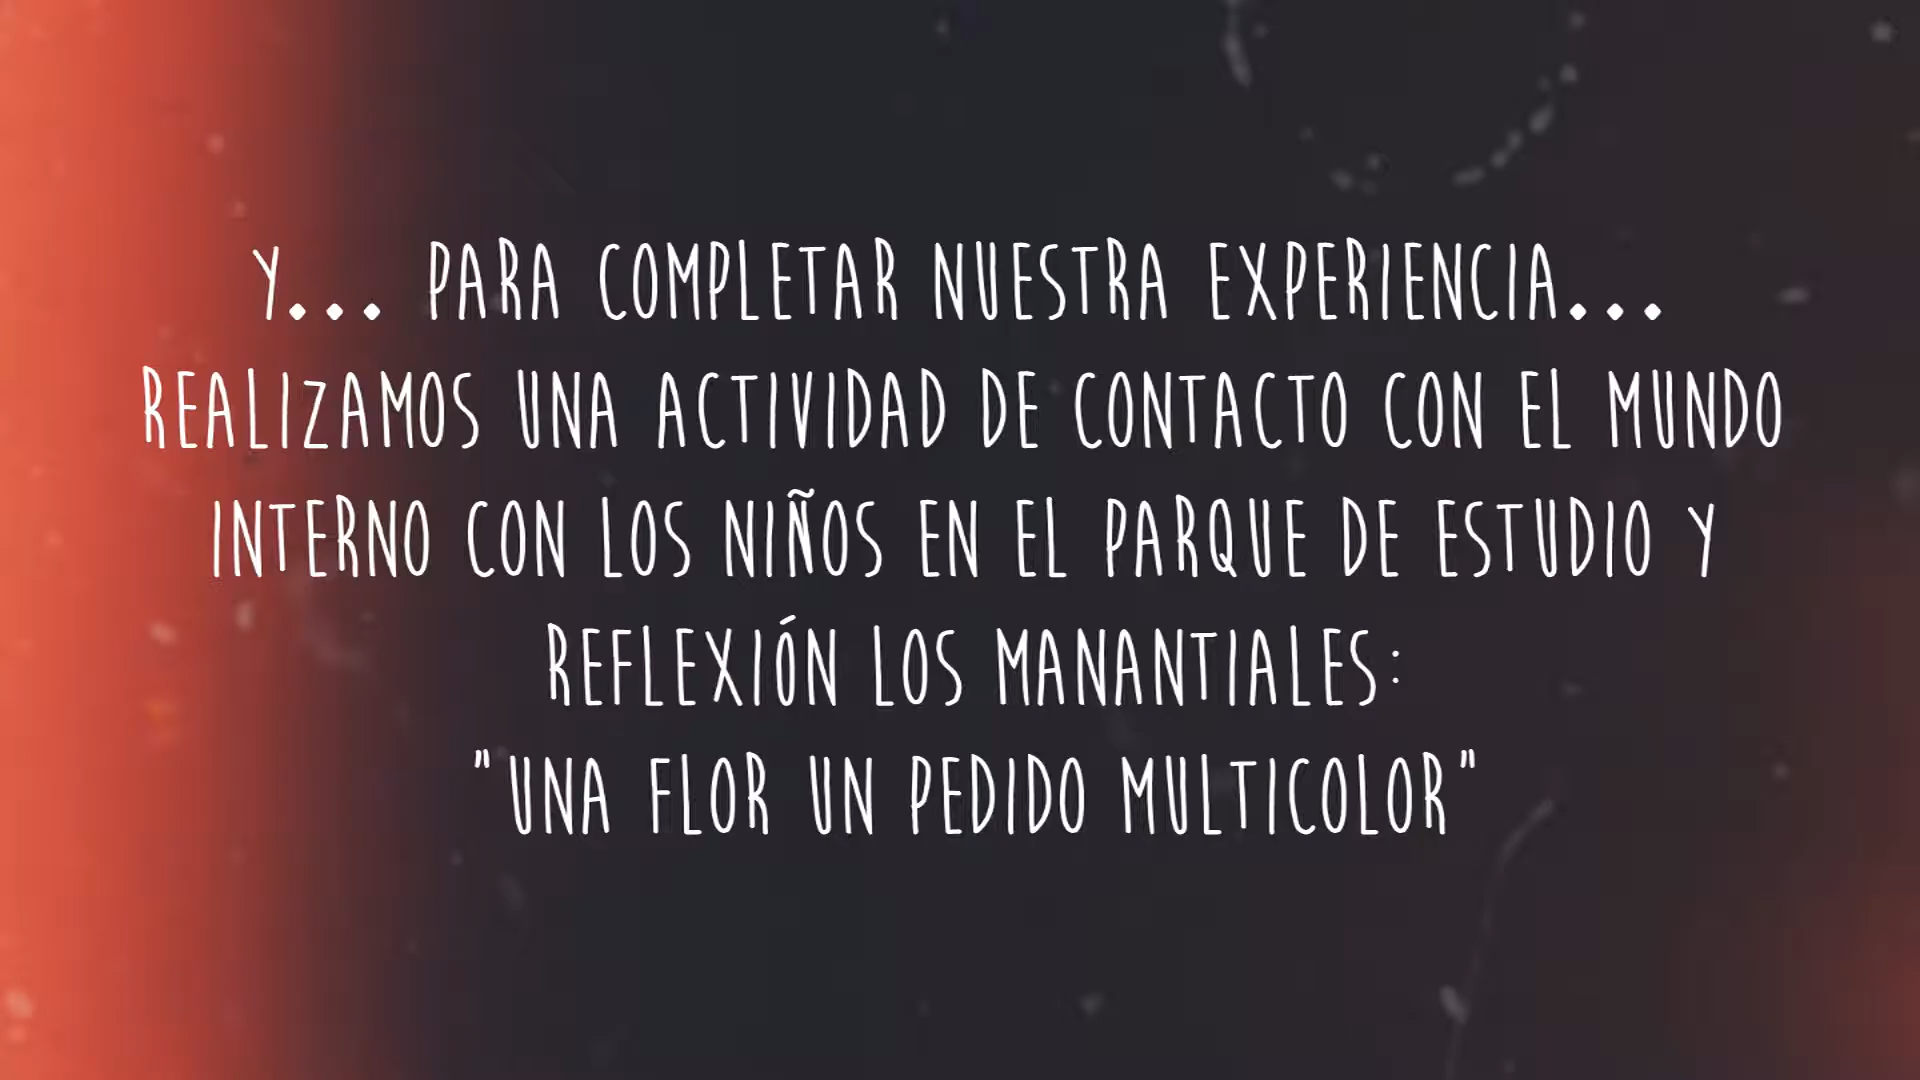 Y... PARA COMPLETAR NUESTRA EXPERIENCIA...
REALIZAMOS UNA ACTIVIDAD DE CONTACTO CON EL MUNDO
INTERNO CON LOS NIÑOS EN EL PARQUE DE ESTUDIO Y
REFLEXIÓN LOS MANANTIALES:
"UNA FLOR UN PEDIDO MULTICOLOR"